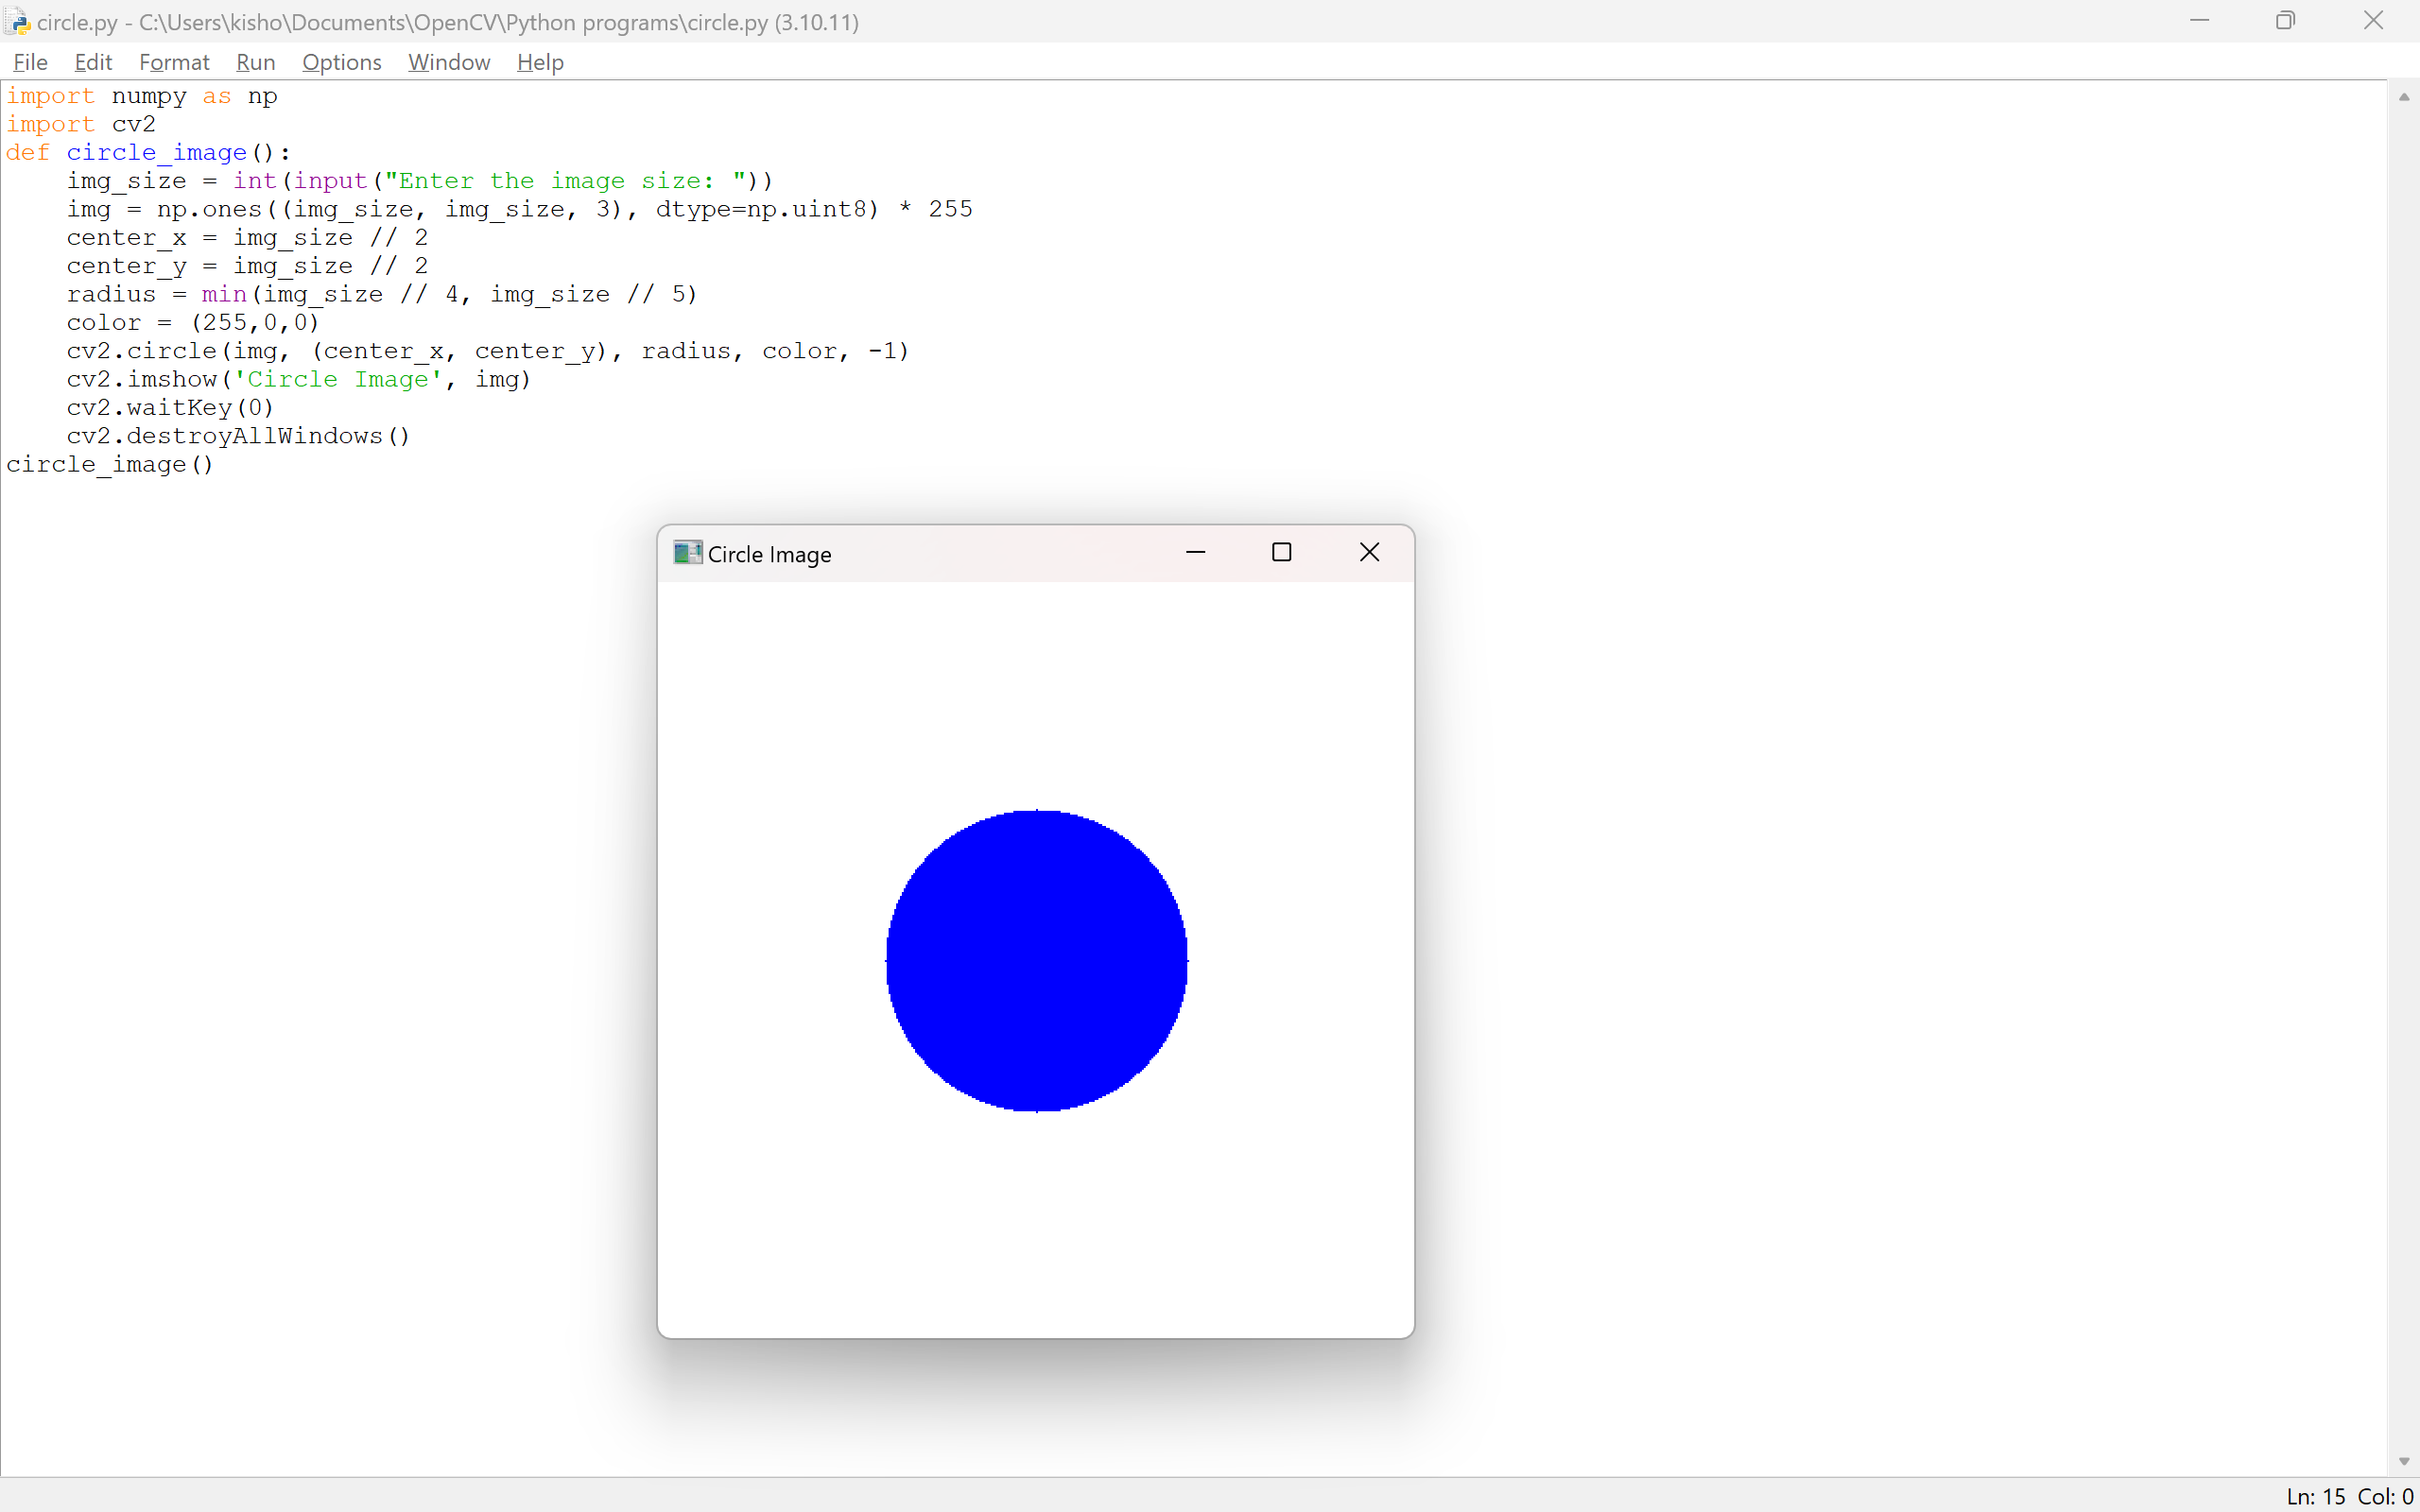 circle.py - C:\Users\kisho\Documents\OpenCV\Python programs\circle.py (3.10.11)
File Edit Format Run Options Window Help
import numpy as np
import cv2
def circle_image():
    img_size = int(input("Enter the image size: "))
    img = np.ones((img_size, img_size, 3), dtype=np.uint8) * 255
    center_x = img_size // 2
    center_y = img_size // 2
    radius = min(img_size // 4, img_size // 5)
    color = (255,0,0)
    cv2.circle(img, (center_x, center_y), radius, color, -1)
    cv2.imshow('Circle Image', img)
    cv2.waitKey(0)
    cv2.destroyAllWindows()
circle_image()
Circle Image
Ln: 15 Col: 0